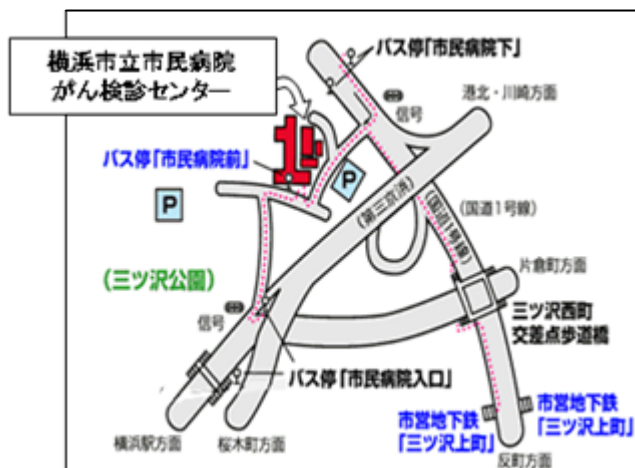 横浜市立市民病院
がん検診センター
バス停「市民病院下」
信号
港北・川崎方面
バス停「市民病院前」
P
P
(第三京浜)
(国道1号線)
(国道1号線)
(三ツ沢公園)
片倉町方面
信号
三ツ沢西町
交差点歩道橋
バス停「市民病院入口」
市営地下鉄
「三ツ沢上町」
市営地下鉄
「三ツ沢上町」
横浜駅方面
桜木町方面
反町方面